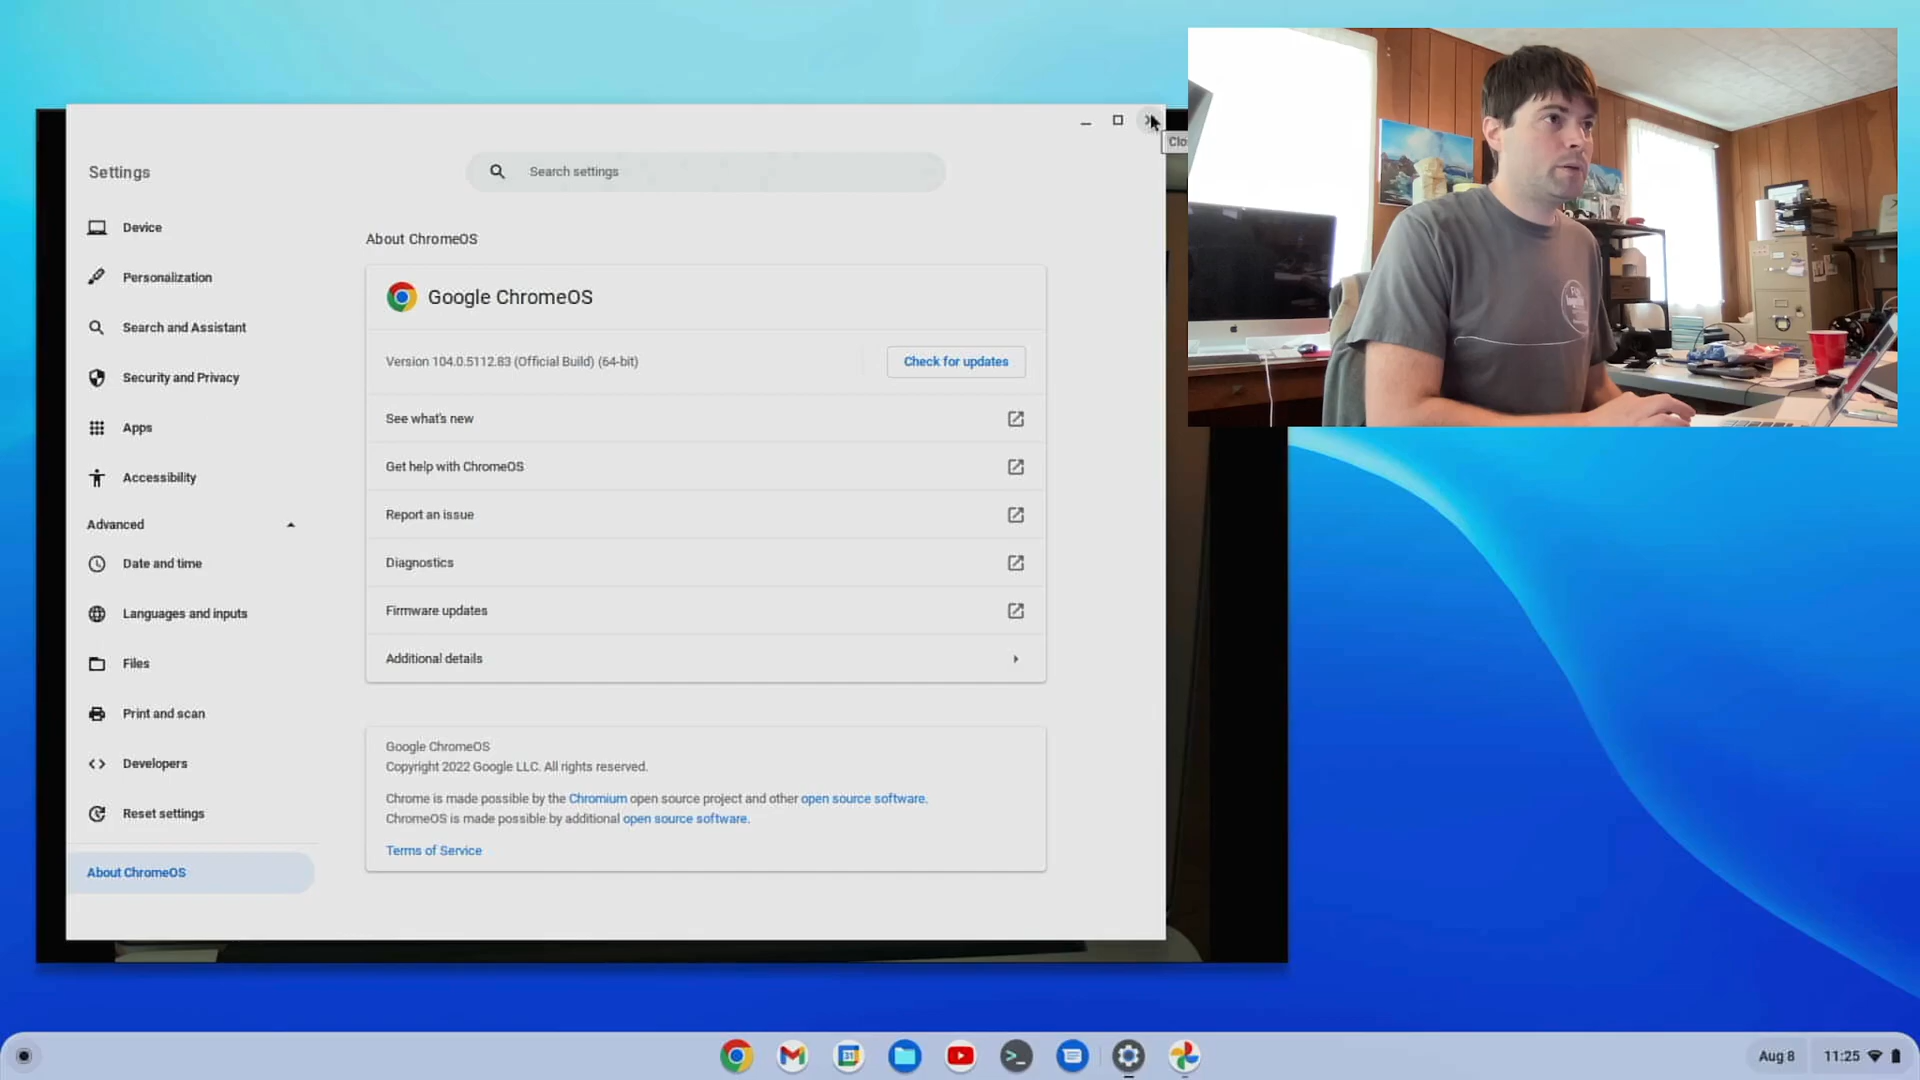 Clo
Settings
Search settings
Device
Personalization
Search and Assistant
Security and Privacy
Apps
Accessibility
Advanced
Date and time
Languages and inputs
Files
Print and scan
Developers
Reset settings
About ChromeOS
About ChromeOS
Google ChromeOS
Version 104.0.5112.83 (Official Build) (64-bit)
Check for updates
See what's new
Get help with ChromeOS
Report an issue
Diagnostics
Firmware updates
Additional details
Google ChromeOS
Copyright 2022 Google LLC. All rights reserved.
Chrome is made possible by the Chromium open source project and other open source software.
ChromeOS is made possible by additional open source software.
Terms of Service
31
Aug 8
11:25